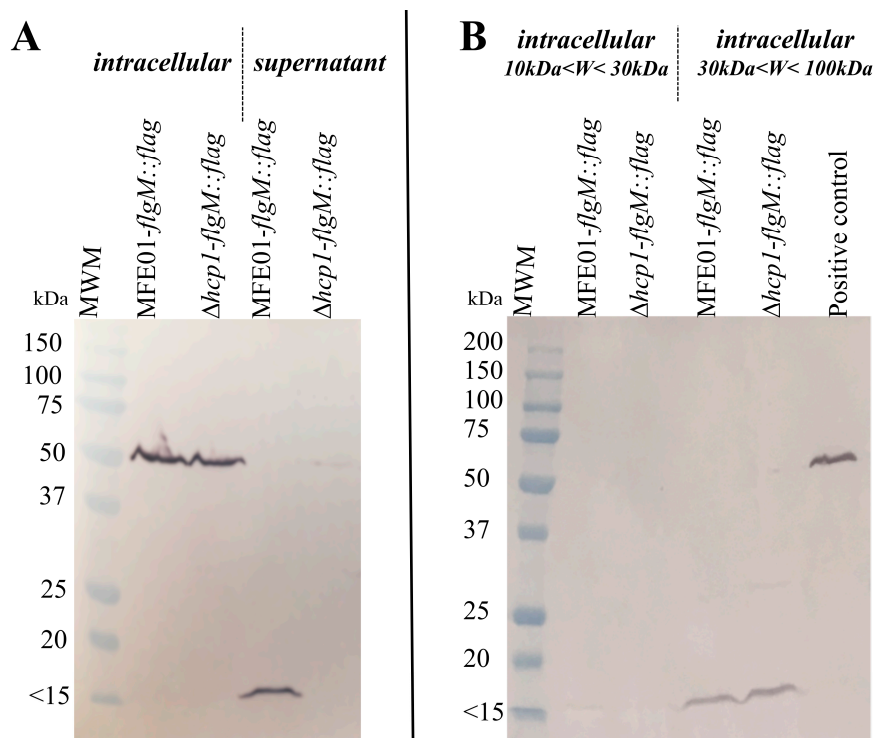 A
intracellular
supernatant
kDa
MWM
MFE01-flgM::flag
Δhcp1-flgM::flag
MFE01-flgM::flag
Δhcp1-flgM::flag
150
100
75
50
37
25
20
<15
B
intracellular
10kDa<W< 30kDa
intracellular
30kDa<W< 100kDa
kDa
MWM
MFE01-flgM::flag
Δhcp1-flgM::flag
MFE01-flgM::flag
Δhcp1-flgM::flag
Positive control
200
150
100
75
50
37
25
20
<15